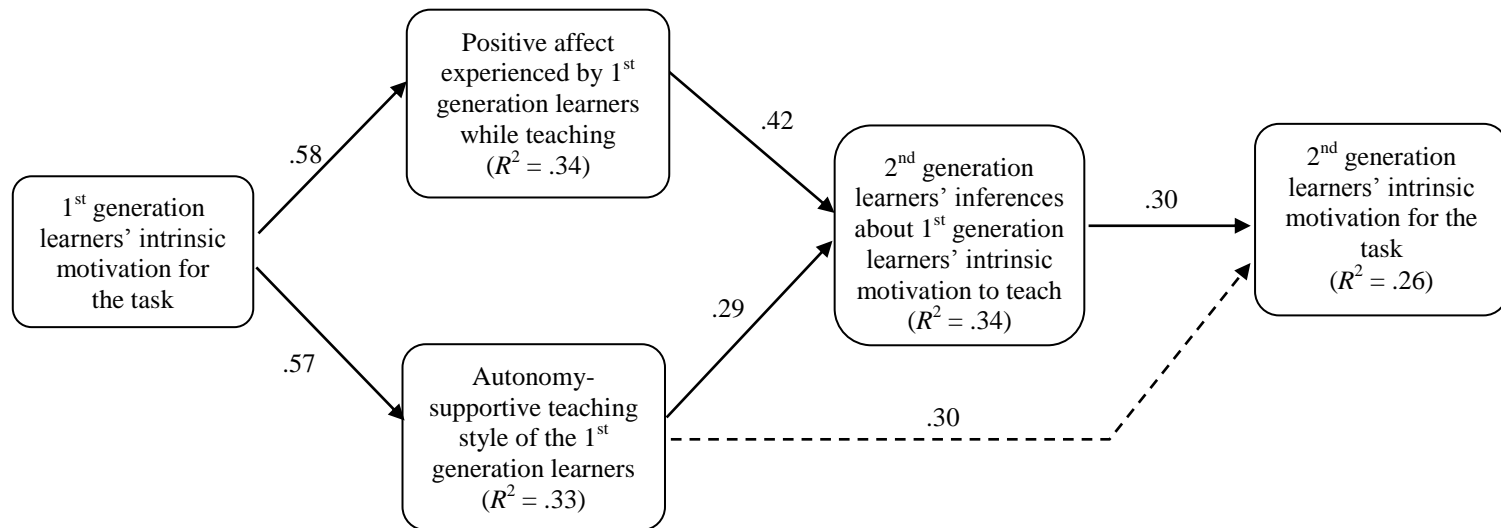 1st generation
learners’ intrinsic
motivation for
the task
.58
.57
Positive affect
experienced by 1st
generation learners
while teaching
(R2 = .34)
Autonomy-
supportive teaching
style of the 1st
generation learners
(R2 = .33)
.42
.29
.30
2nd generation
learners’ inferences
about 1st generation
learners’ intrinsic
motivation to teach
(R2 = .34)
.30
2nd generation
learners’ intrinsic
motivation for the
task
(R2 = .26)